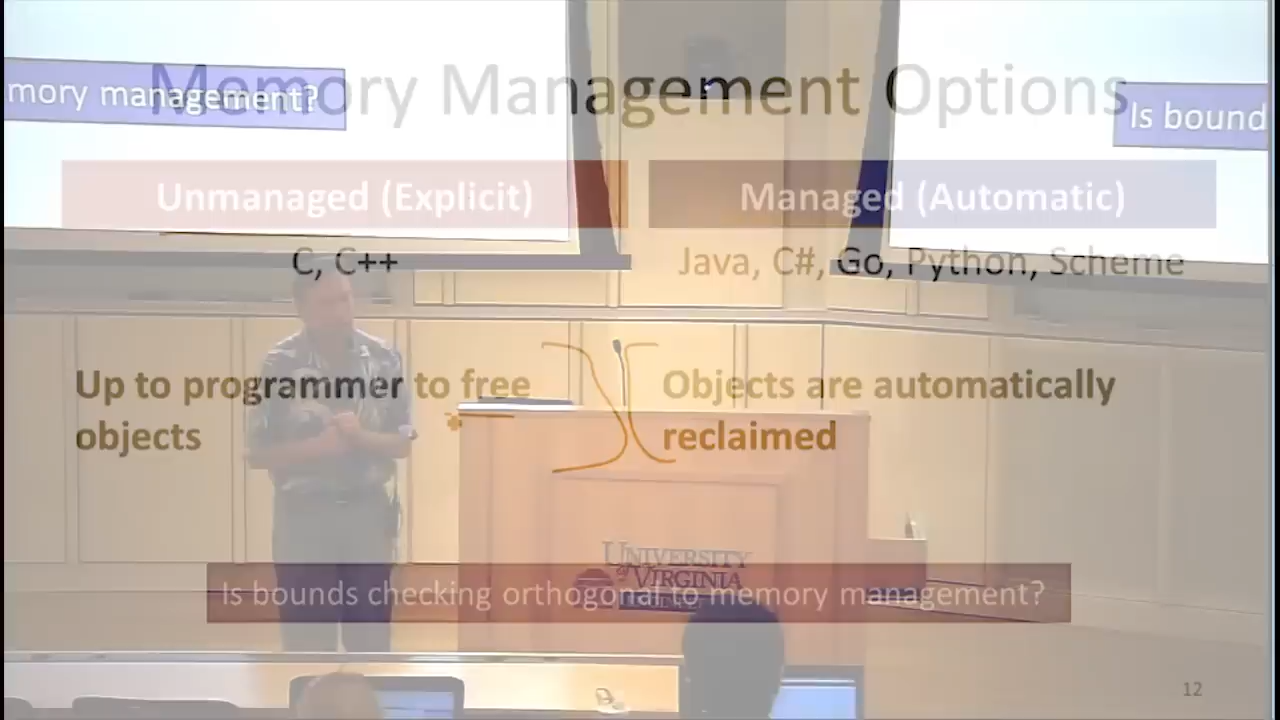 Memory Management Options
mory management?
Is bound
Unmanaged (Explicit)
Managed (Automatic)
C, C++
Java, C#, Go, Python, Scheme
Up to programmer to free
objects
Objects are automatically
reclaimed
UNIVERSITY
of VIRGINIA
Is bounds checking orthogonal to memory management?
12